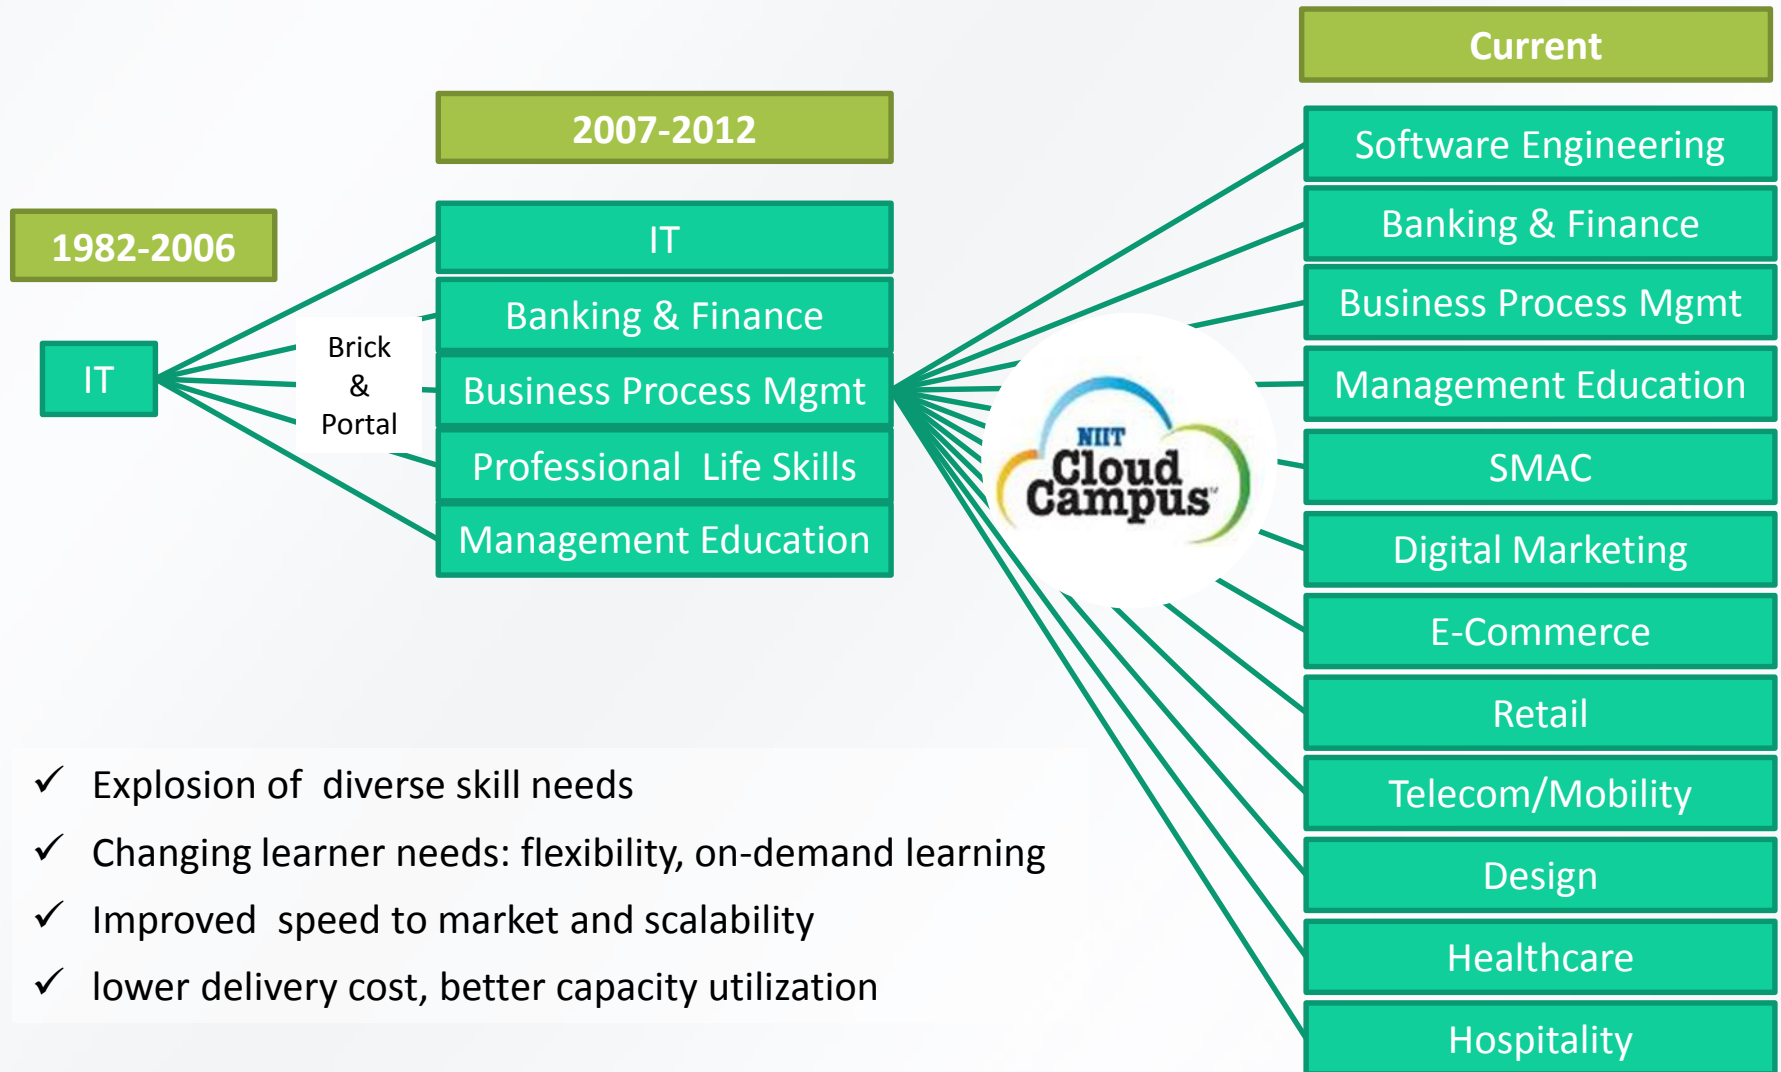 1982-2006
IT
Brick
&
Portal
2007-2012
IT
Banking & Finance
Business Process Mgmt
Professional Life Skills
Management Education
NIIT
Cloud
Campus
Current
Software Engineering
Banking & Finance
Business Process Mgmt
Management Education
SMAC
Digital Marketing
E-Commerce
Retail
Telecom/Mobility
Design
Healthcare
Hospitality
✓ Explosion of diverse skill needs
✓ Changing learner needs: flexibility, on-demand learning
✓ Improved speed to market and scalability
✓ lower delivery cost, better capacity utilization